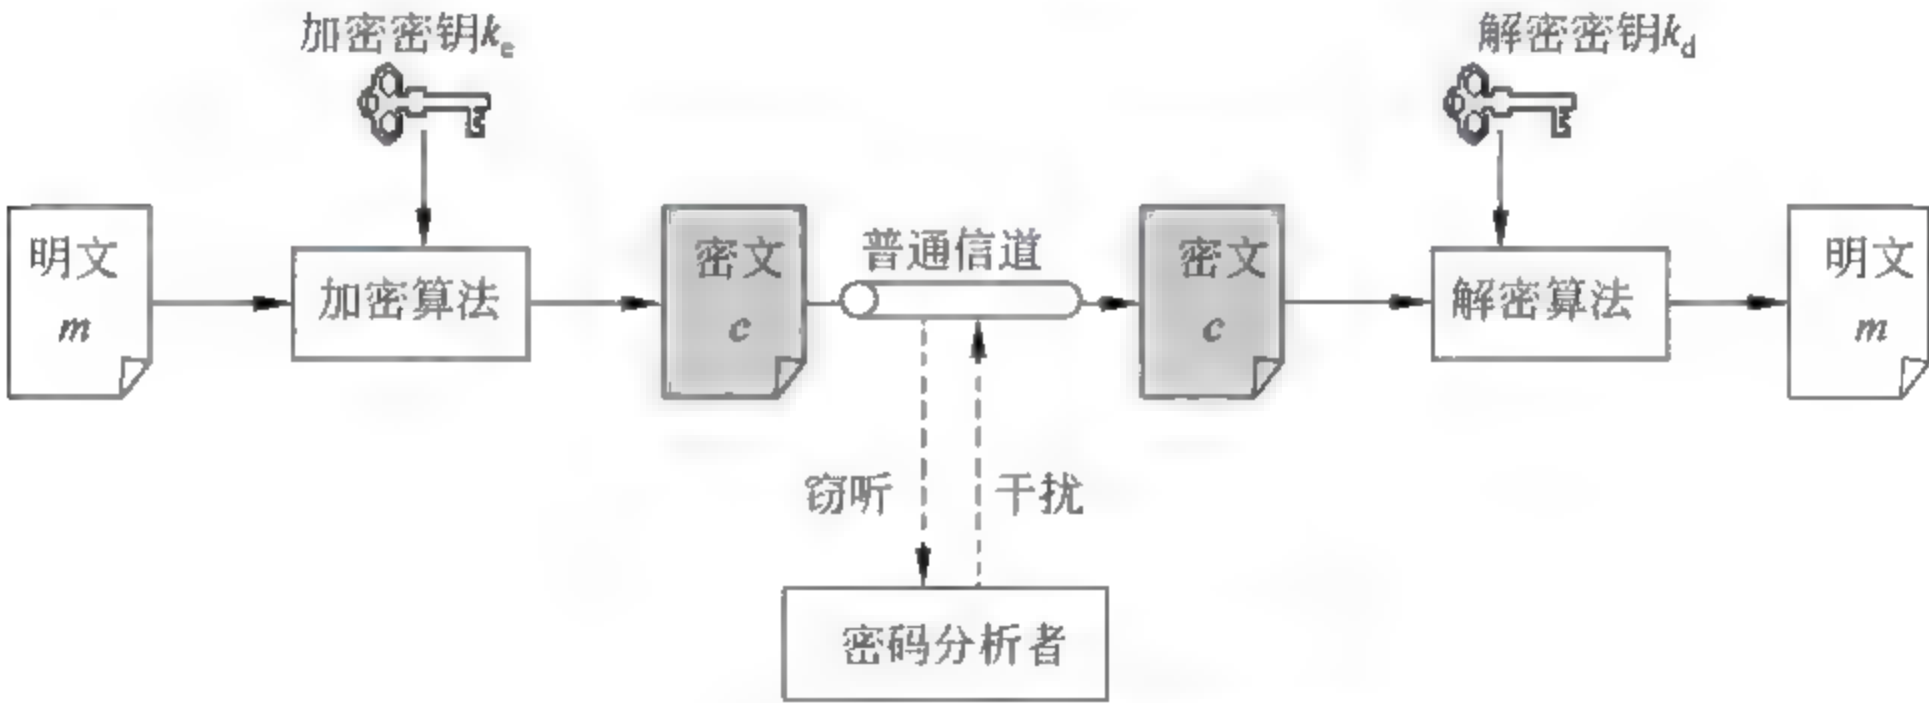 加密密钥kₑ
解密密钥k_d
明文
m
加密算法
密文
c
普通信道
密文
c
解密算法
明文
m
窃听
干扰
密码分析者